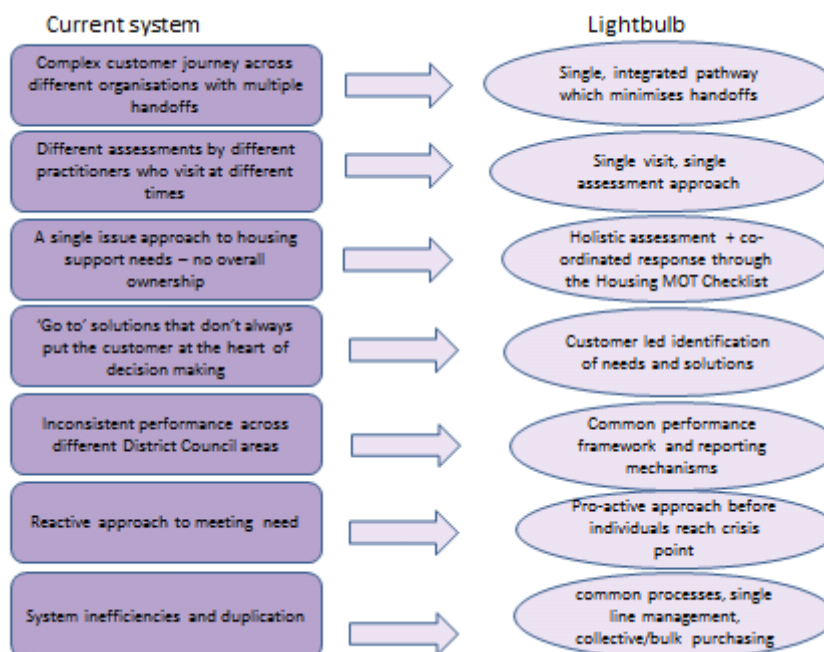 Current system
Lightbulb
Complex customer journey across
different organisations with multiple
handoffs
Single, integrated pathway
which minimises handoffs
Different assessments by different
practitioners who visit at different
times
Single visit, single
assessment approach
A single issue approach to housing
support needs – no overall
ownership
Holistic assessment + co-
ordinated response through
the Housing MOT Checklist
'Go to' solutions that don't always
put the customer at the heart of
decision making
Customer led identification
of needs and solutions
Inconsistent performance across
different District Council areas
Common performance
framework and reporting
mechanisms
Reactive approach to meeting need
Pro-active approach before
individuals reach crisis
point
System inefficiencies and duplication
common processes, single
line management,
collective/bulk purchasing